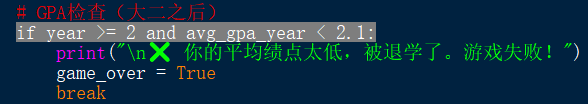 # GPA检查（大二之后）
if year >= 2 and avg_gpa_year < 2.1:
print("\n❌ 你的平均绩点太低，被退学了。游戏失败！")
game_over = True
break